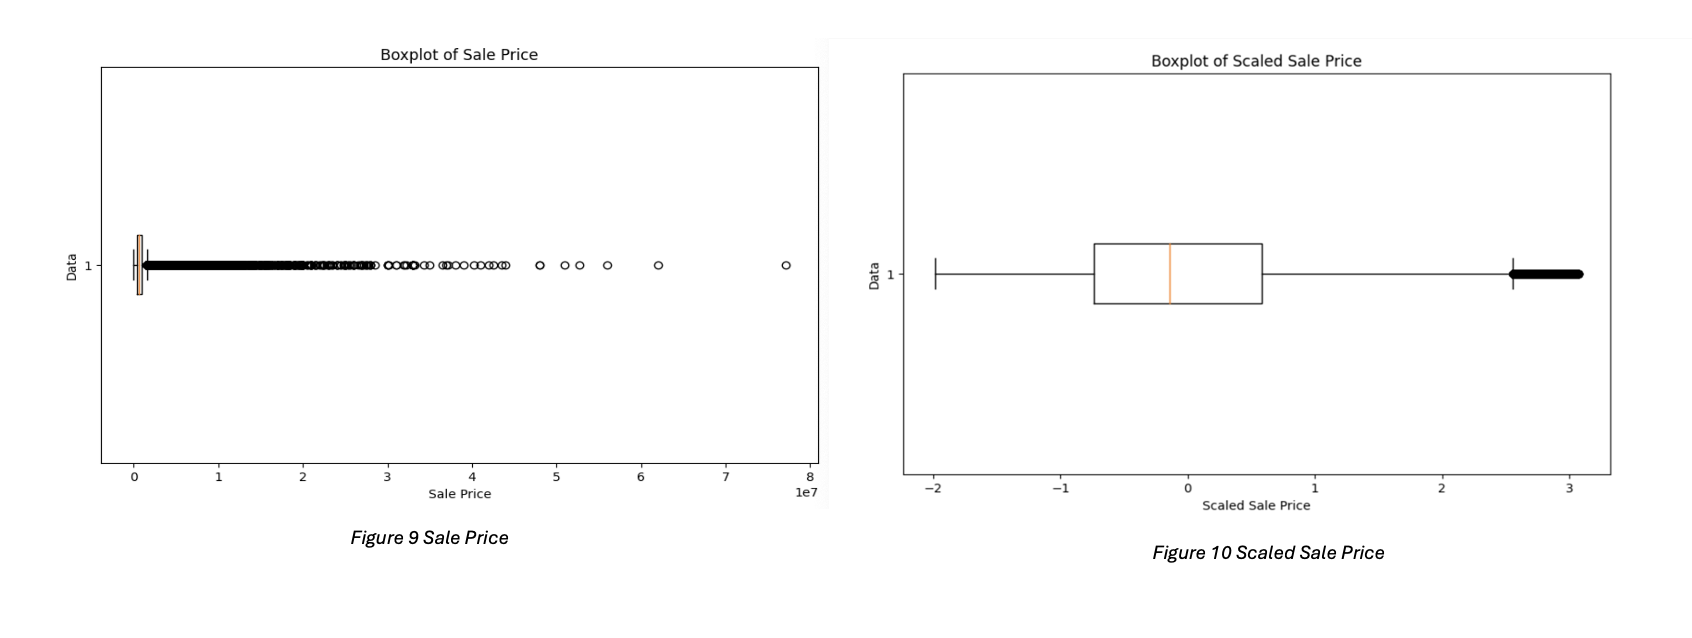 Boxplot of Sale Price
Data
1
0 1 2 3 4 5 6 7 8
1e7
Sale Price
Figure 9 Sale Price
Boxplot of Scaled Sale Price
Data
1
−2 −1 0 1 2 3
Scaled Sale Price
Figure 10 Scaled Sale Price